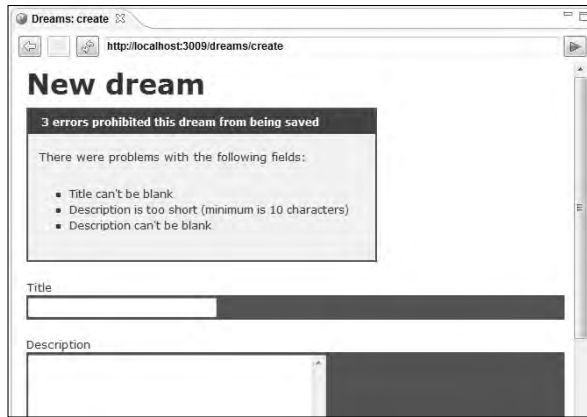 Dreams: create
http://localhost:3009/dreams/create
New dream
3 errors prohibited this dream from being saved
There were problems with the following fields:
Title can't be blank
Description is too short (minimum is 10 characters)
Description can't be blank
Title
Description